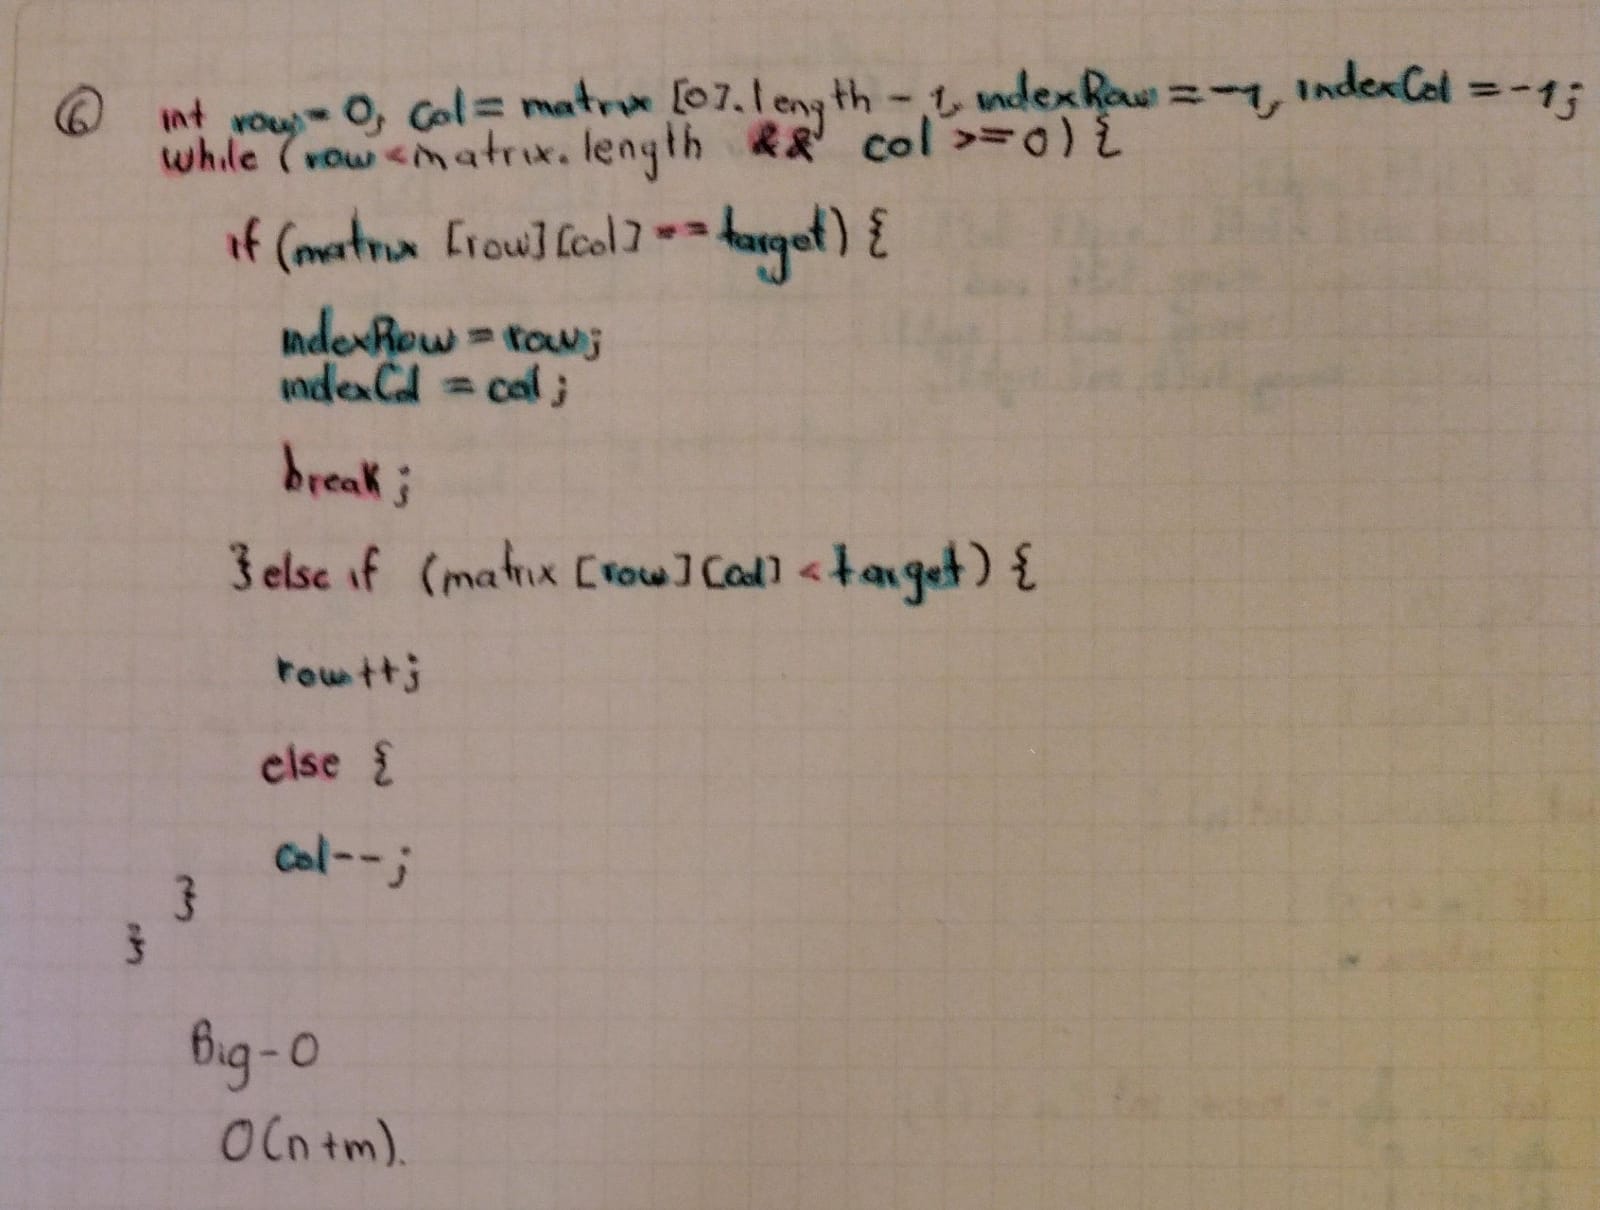 6 int row = 0, col = matrix [0].length - 1, indexRow = -1, indexCol = -1;
while (row < matrix.length && col >= 0) {
if (matrix [row] [col] == target) {
indexRow = row;
indexCol = col;
break;
} else if (matrix [row] [col] < target) {
row++;
else {
col--;
}
}
Big-O
O(n+m).